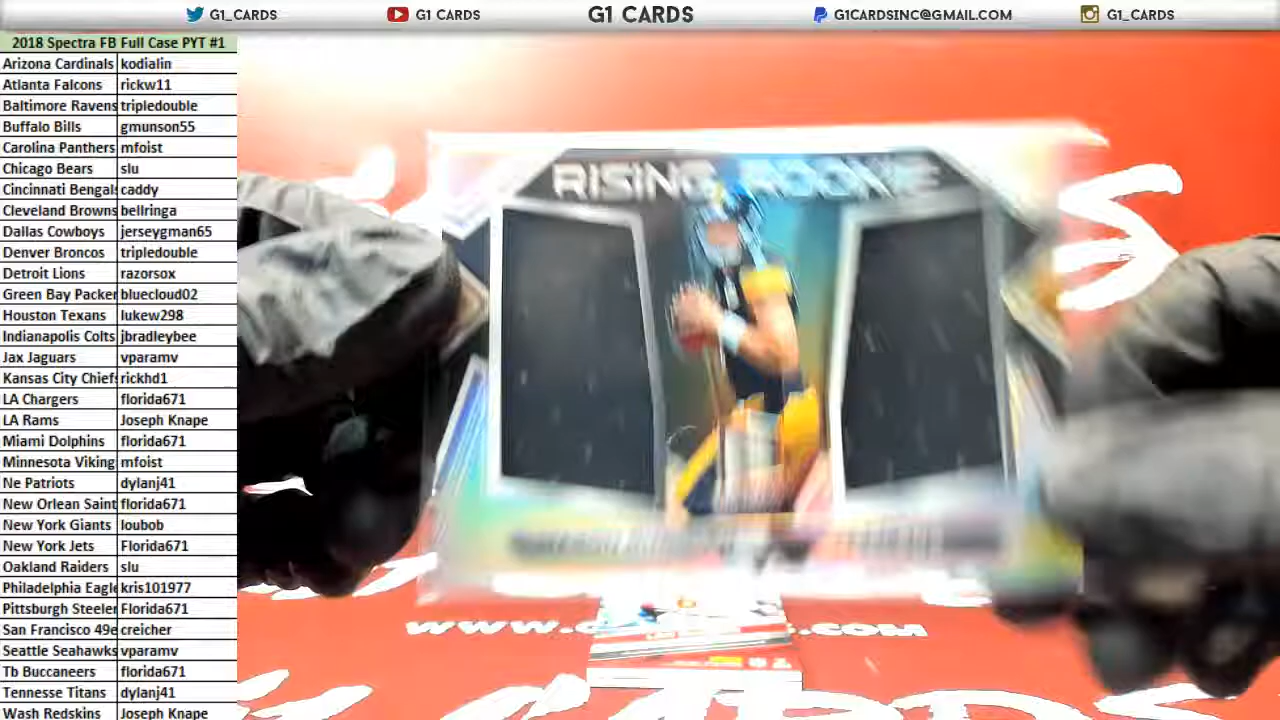 G1_CARDS G1 CARDS G1 CARDS G1CARDSINC@GMAIL.COM G1_CARDS
2018 Spectra FB Full Case PYT #1
Arizona Cardinals kodialin
Atlanta Falcons rickw11
Baltimore Ravens tripledouble
Buffalo Bills gmunson55
Carolina Panthers mfoist
Chicago Bears slu
Cincinnati Bengals caddy
Cleveland Browns bellringa
Dallas Cowboys jerseygman65
Denver Broncos tripledouble
Detroit Lions razorsox
Green Bay Packer bluecloud02
Houston Texans lukew298
Indianapolis Colts jbradleybee
Jax Jaguars vparamv
Kansas City Chiefs rickhd1
LA Chargers florida671
LA Rams Joseph Knape
Miami Dolphins florida671
Minnesota Viking mfoist
Ne Patriots dylanj41
New Orlean Saint florida671
New York Giants loubob
New York Jets Florida671
Oakland Raiders slu
Philadelphia Eagle kris101977
Pittsburgh Steeler Florida671
San Francisco 49e creicher
Seattle Seahawks vparamv
Tb Buccaneers florida671
Tennesse Titans dylanj41
Wash Redskins Joseph Knape
RISING ROOKIE
www. .com